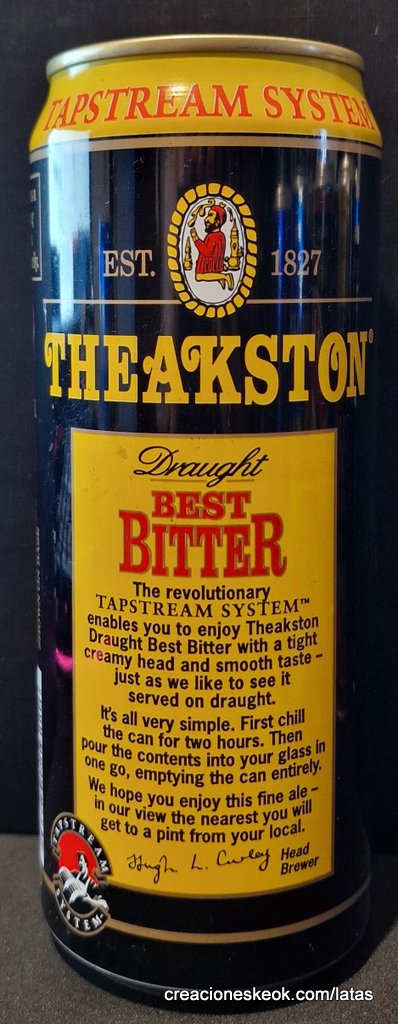 TAPSTREAM SYSTEM
EST. 1827
THEAKSTON®
Draught
BEST
BITTER
The revolutionary
TAPSTREAM SYSTEM™
enables you to enjoy Theakston
Draught Best Bitter with a tight
creamy head and smooth taste –
just as we like to see it
served on draught.
It's all very simple. First chill
the can for two hours. Then
pour the contents into your glass in
one go, emptying the can entirely.
We hope you enjoy this fine ale –
in our view the nearest you will
get to a pint from your local.
Hugh L. Curley Head
Brewer
TAPSTREAM
SYSTEM
creacioneskeok.com/latas